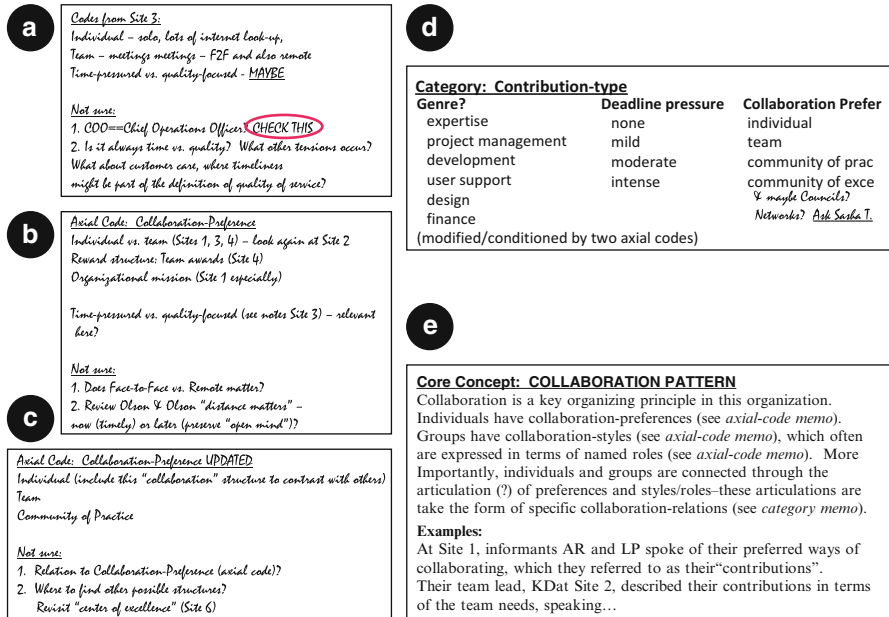 a
Codes from Site 3:
Individual – solo, lots of internet look-up,
Team – meetings meetings – F2F and also remote
Time-pressured vs. quality-focused - MAYBE
Not sure:
1. COO==Chief Operations Officer? CHECK THIS
2. Is it always time vs. quality? What other tensions occur?
What about customer care, where timeliness
might be part of the definition of quality of service?
b
Axial Code: Collaboration-Preference
Individual vs. team (Sites 1, 3, 4) – look again at Site 2
Reward structure: Team awards (Site 4)
Organizational mission (Site 1 especially)
Time-pressured vs. quality-focused (see notes Site 3) – relevant
here?
Not sure:
1. Does Face-to-Face vs. Remote matter?
2. Review Olson & Olson "distance matters" –
now (timely) or later (preserve "open mind")?
c
Axial Code: Collaboration-Preference UPDATED
Individual (include this "collaboration" structure to contrast with others)
Team
Community of Practice
Not sure:
1. Relation to Collaboration-Preference (axial code)?
2. Where to find other possible structures?
Revisit "center of excellence" (Site 6)
d
Category: Contribution-type
Genre? Deadline pressure Collaboration Prefer
expertise none individual
project management mild team
development moderate community of prac
user support intense community of exce
design & maybe Councils?
finance Networks? Ask Sasha T.
(modified/conditioned by two axial codes)
e
Core Concept: COLLABORATION PATTERN
Collaboration is a key organizing principle in this organization.
Individuals have collaboration-preferences (see axial-code memo).
Groups have collaboration-styles (see axial-code memo), which often
are expressed in terms of named roles (see axial-code memo). More
Importantly, individuals and groups are connected through the
articulation (?) of preferences and styles/roles–these articulations are
take the form of specific collaboration-relations (see category memo).
Examples:
At Site 1, informants AR and LP spoke of their preferred ways of
collaborating, which they referred to as their“contributions”.
Their team lead, KDat Site 2, described their contributions in terms
of the team needs, speaking…